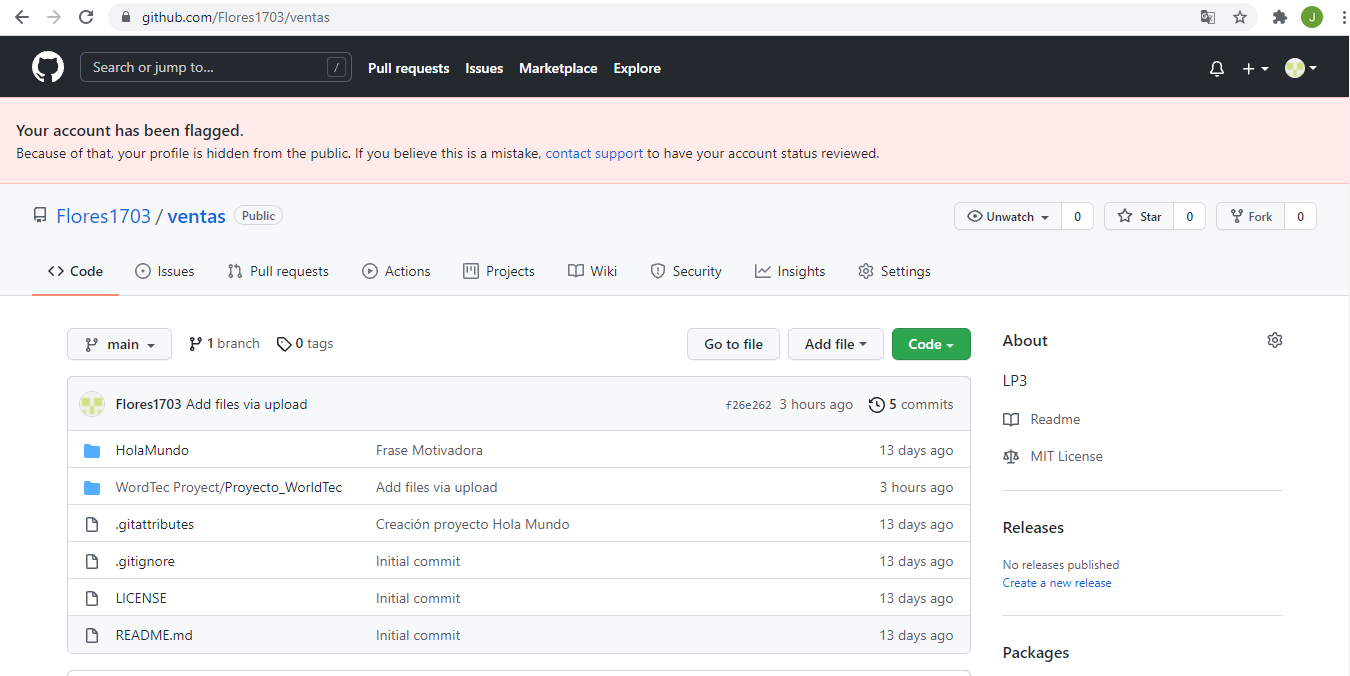 github.com/Flores1703/ventas
J
Search or jump to...
/
Pull requests Issues Marketplace Explore
Your account has been flagged.
Because of that, your profile is hidden from the public. If you believe this is a mistake, contact support to have your account status reviewed.
Flores1703 / ventas Public
Unwatch 0 Star 0 Fork 0
Code Issues Pull requests Actions Projects Wiki Security Insights Settings
main 1 branch 0 tags Go to file Add file Code
Flores1703 Add files via upload f26e262 3 hours ago 5 commits
HolaMundo Frase Motivadora 13 days ago
WordTec Proyect/Proyecto_WorldTec Add files via upload 3 hours ago
.gitattributes Creación proyecto Hola Mundo 13 days ago
.gitignore Initial commit 13 days ago
LICENSE Initial commit 13 days ago
README.md Initial commit 13 days ago
About
LP3
Readme
MIT License
Releases
No releases published
Create a new release
Packages